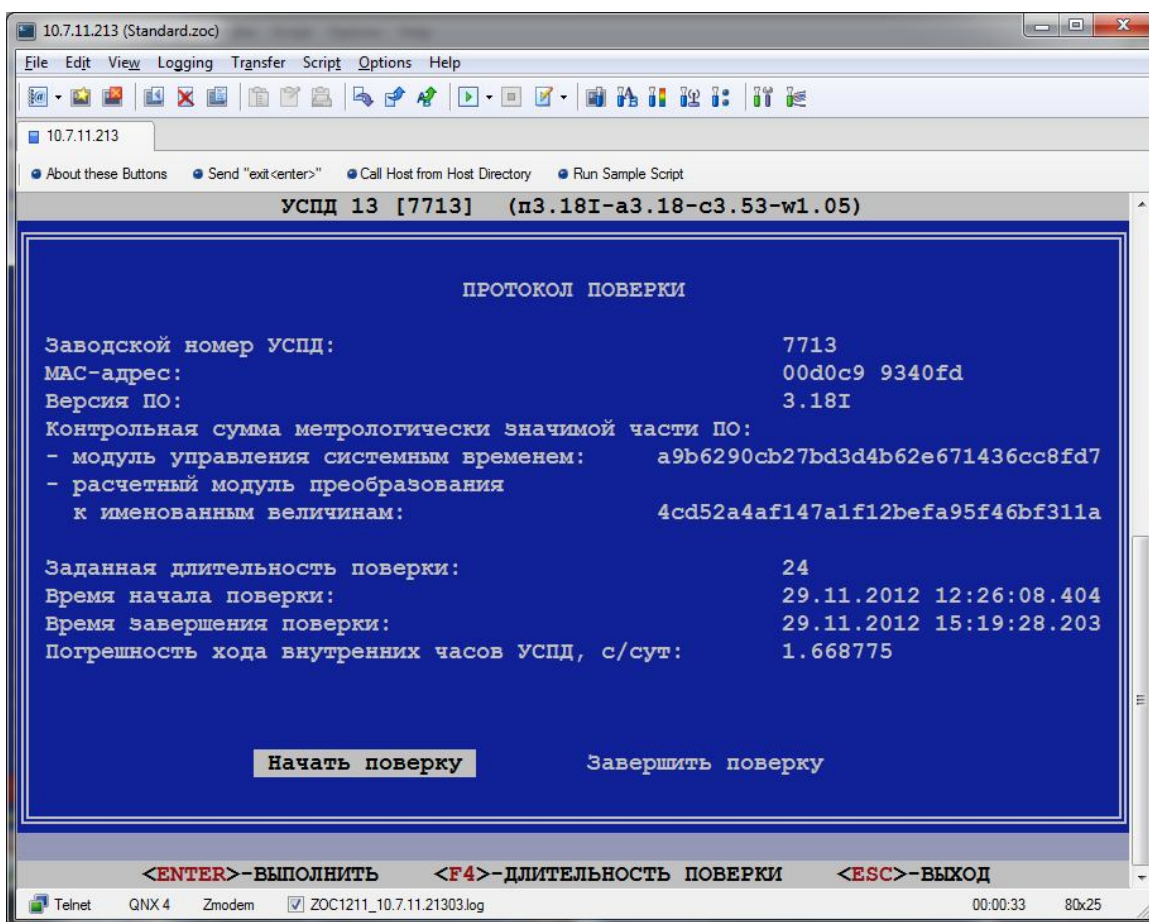 10.7.11.213 (Standard.zoc)
File Edit View Logging Transfer Script Options Help
10.7.11.213
About these Buttons Send "exit<enter>" Call Host from Host Directory Run Sample Script
УСПД 13 [7713] (п3.18I-а3.18-с3.53-w1.05)
ПРОТОКОЛ ПОВЕРКИ
Заводской номер УСПД: 7713
МАС-адрес: 00d0c9 9340fd
Версия ПО: 3.18I
Контрольная сумма метрологически значимой части ПО:
- модуль управления системным временем: a9b6290cb27bd3d4b62e671436cc8fd7
- расчетный модуль преобразования
к именованным величинам: 4cd52a4af147a1f12befa95f46bf311a
Заданная длительность поверки: 24
Время начала поверки: 29.11.2012 12:26:08.404
Время завершения поверки: 29.11.2012 15:19:28.203
Погрешность хода внутренних часов УСПД, с/сут: 1.668775
Начать поверку Завершить поверку
<ENTER>-ВЫПОЛНИТЬ <F4>-ДЛИТЕЛЬНОСТЬ ПОВЕРКИ <ESC>-ВЫХОД
Telnet QNX 4 Zmodem ZOC1211_10.7.11.21303.log 00:00:33 80x25